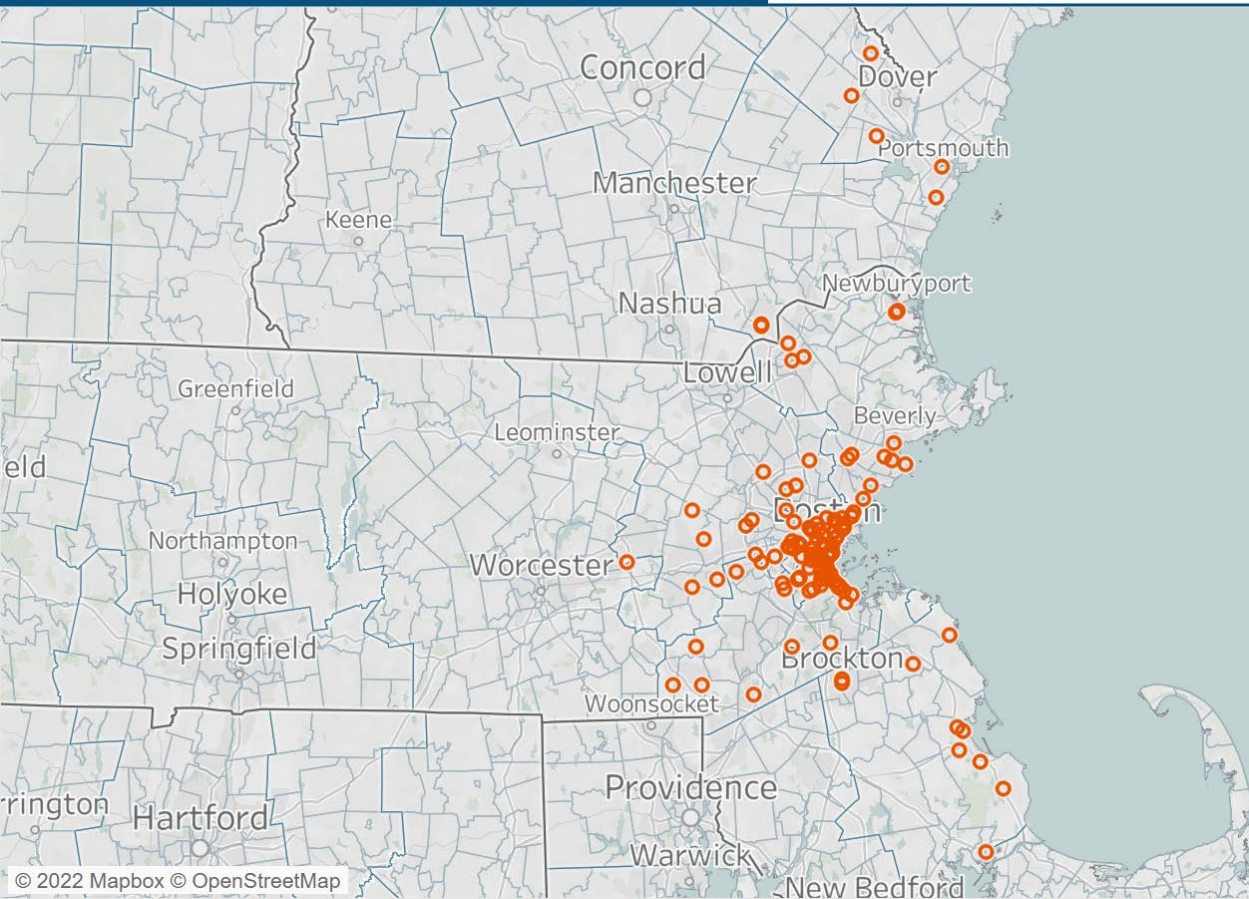 Concord
Dover
Portsmouth
Manchester
Keene
Newburyport
Nashua
Lowell
Greenfield
Beverly
Leominster
eld
Boston
Northampton
Worcester
Holyoke
Springfield
Brockton
Woonsocket
Providence
rrington
Hartford
Warwick
© 2022 Mapbox © OpenStreetMap
New Bedford